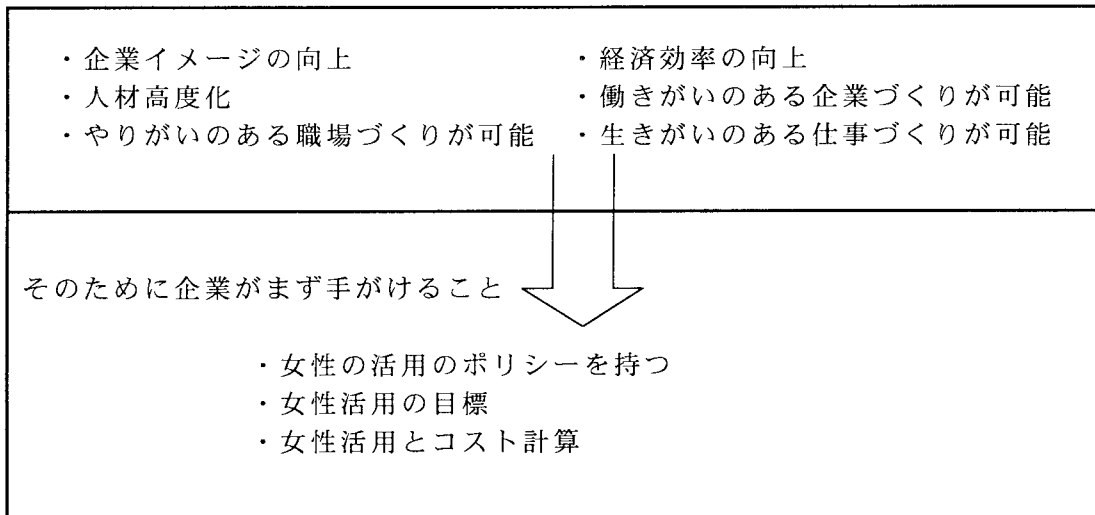 ・企業イメージの向上
・人材高度化
・やりがいのある職場づくりが可能
・経済効率の向上
・働きがいのある企業づくりが可能
・生きがいのある仕事づくりが可能
そのために企業がまず手がけること
・女性の活用のポリシーを持つ
・女性活用の目標
・女性活用とコスト計算